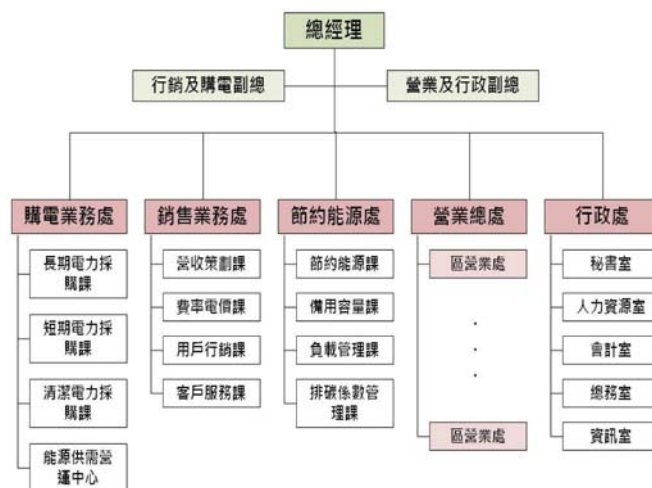 總經理
行銷及購電副總
營業及行政副總
購電業務處
銷售業務處
節約能源處
營業總處
行政處
長期電力採
購課
短期電力採
購課
清潔電力採
購課
能源供需營
運中心
營收策劃課
費率電價課
用戶行銷課
客戶服務課
節約能源課
備用容量課
負載管理課
排碳係數管
理課
區營業處
區營業處
秘書室
人力資源室
會計室
總務室
資訊室